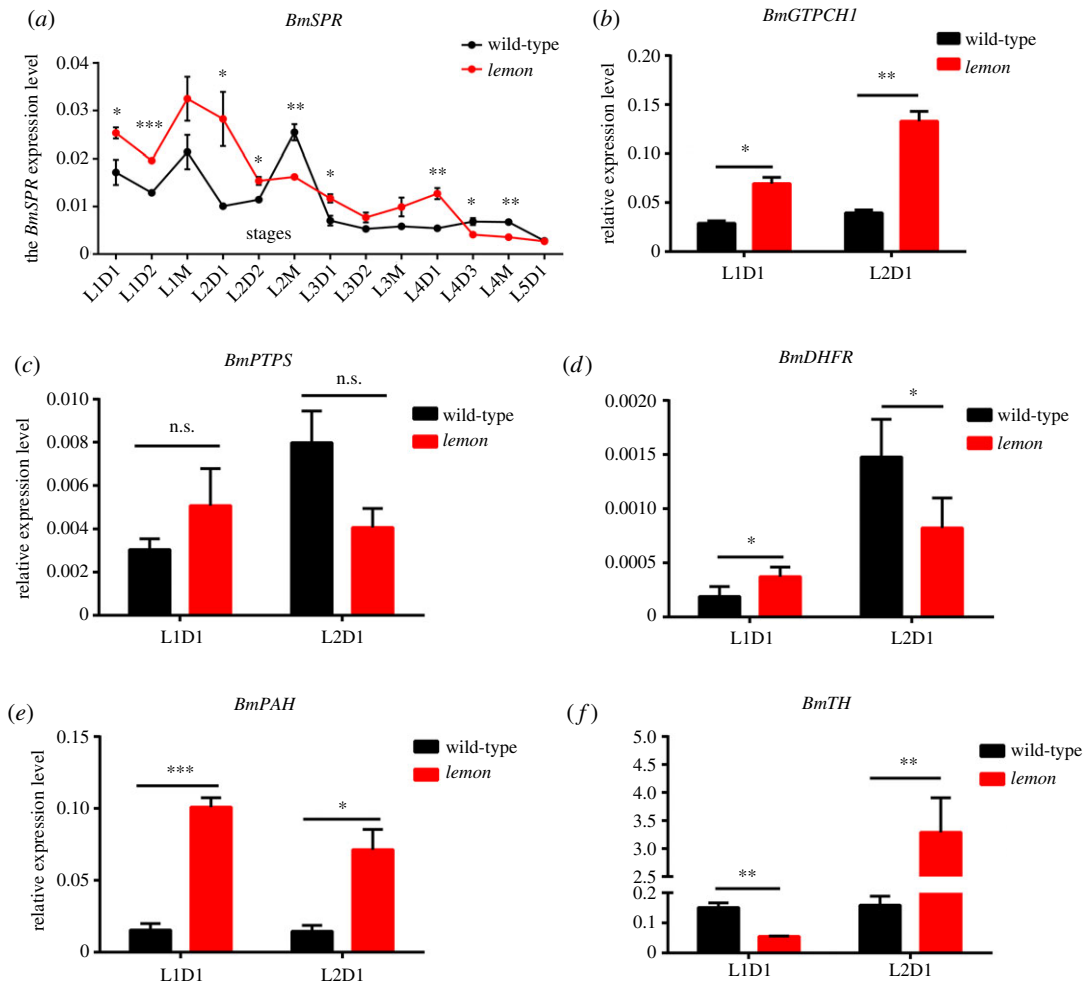 (a)
BmSPR
wild-type
lemon
the BmSPR expression level
0.04
0.03
0.02
0.01
0
*
***
*
*
**
*
**
*
**
stages
L1D1
L1D2
L1M
L2D1
L2D2
L2M
L3D1
L3D2
L3M
L4D1
L4D3
L4M
L5D1
(b)
BmGTPCH1
wild-type
lemon
relative expression level
0.20
0.15
0.10
0.05
0
*
**
L1D1
L2D1
(c)
BmPTPS
wild-type
lemon
relative expression level
0.010
0.008
0.006
0.004
0.002
0
n.s.
n.s.
L1D1
L2D1
(d)
BmDHFR
wild-type
lemon
0.0020
0.0015
0.0010
0.0005
0
*
*
L1D1
L2D1
(e)
BmPAH
wild-type
lemon
relative expression level
0.15
0.10
0.05
0
***
*
L1D1
L2D1
(f)
BmTH
wild-type
lemon
5.0
4.5
4.0
3.5
3.0
2.5
0.2
0.1
0
**
**
L1D1
L2D1